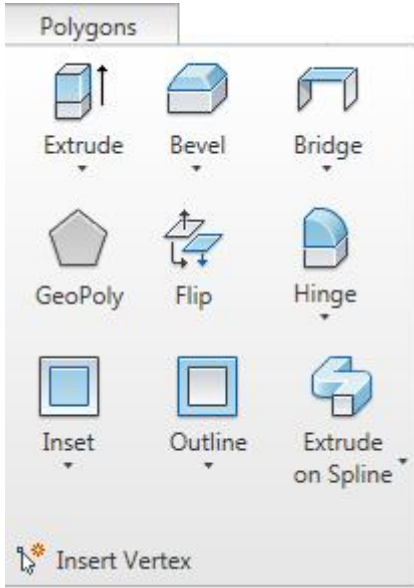 Polygons
Extrude Bevel Bridge
GeoPoly Flip Hinge
Inset Outline Extrude
on Spline
Insert Vertex